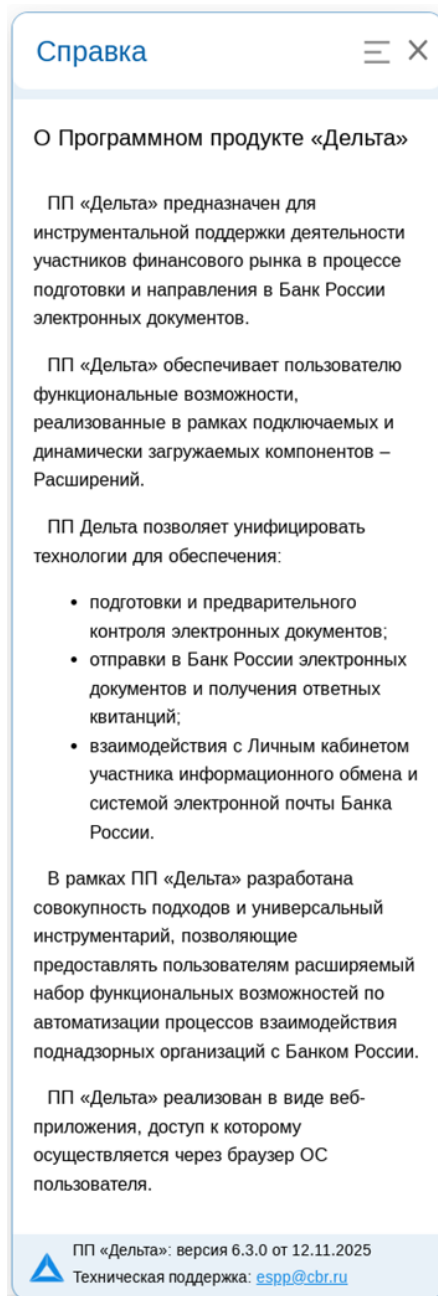 Справка
О Программном продукте «Дельта»
ПП «Дельта» предназначен для
инструментальной поддержки деятельности
участников финансового рынка в процессе
подготовки и направления в Банк России
электронных документов.
ПП «Дельта» обеспечивает пользователю
функциональные возможности,
реализованные в рамках подключаемых и
динамически загружаемых компонентов –
Расширений.
ПП Дельта позволяет унифицировать
технологии для обеспечения:
• подготовки и предварительного
контроля электронных документов;
• отправки в Банк России электронных
документов и получения ответных
квитанций;
• взаимодействия с Личным кабинетом
участника информационного обмена и
системой электронной почты Банка
России.
В рамках ПП «Дельта» разработана
совокупность подходов и универсальный
инструментарий, позволяющие
предоставлять пользователям расширяемый
набор функциональных возможностей по
автоматизации процессов взаимодействия
поднадзорных организаций с Банком России.
ПП «Дельта» реализован в виде веб-
приложения, доступ к которому
осуществляется через браузер ОС
пользователя.
ПП «Дельта»: версия 6.3.0 от 12.11.2025
Техническая поддержка: espp@cbr.ru